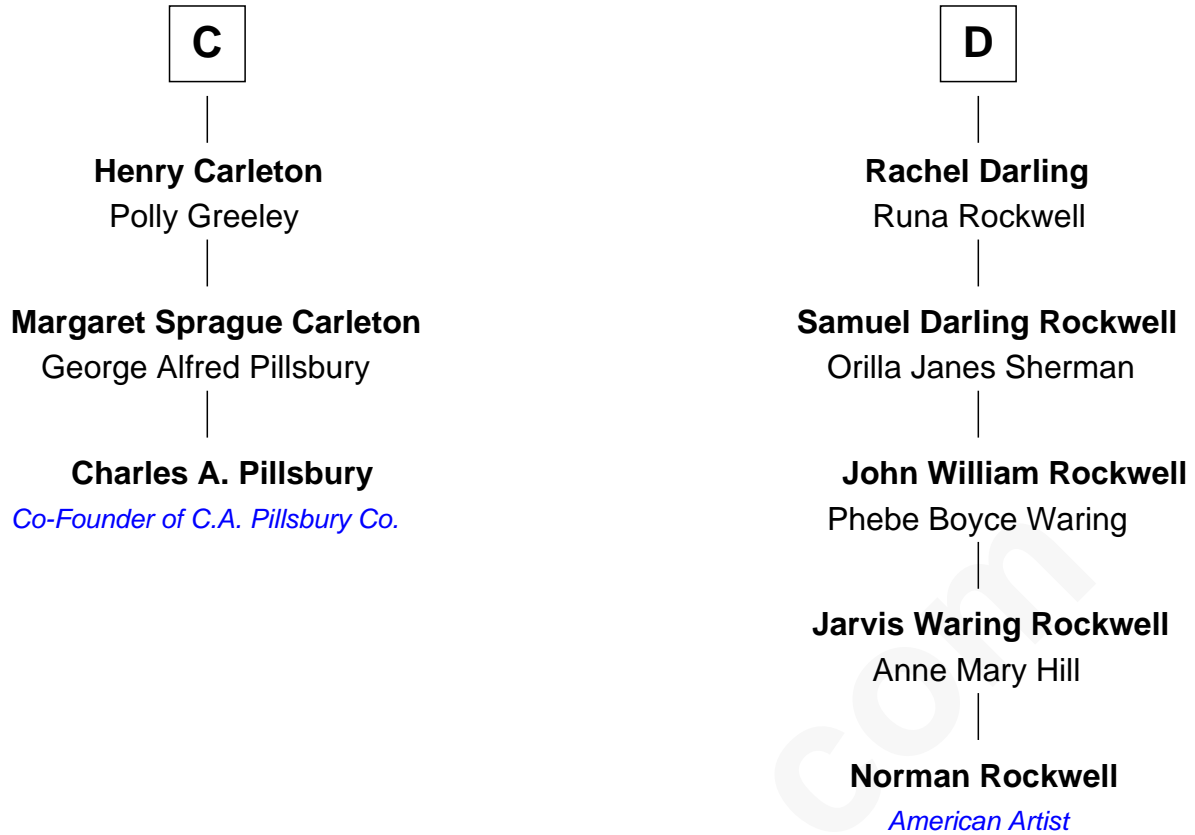 C
Henry Carleton
Polly Greeley
Margaret Sprague Carleton
George Alfred Pillsbury
Charles A. Pillsbury
Co-Founder of C.A. Pillsbury Co.
D
Rachel Darling
Runa Rockwell
Samuel Darling Rockwell
Orilla Janes Sherman
John William Rockwell
Phebe Boyce Waring
Jarvis Waring Rockwell
Anne Mary Hill
Norman Rockwell
American Artist
com